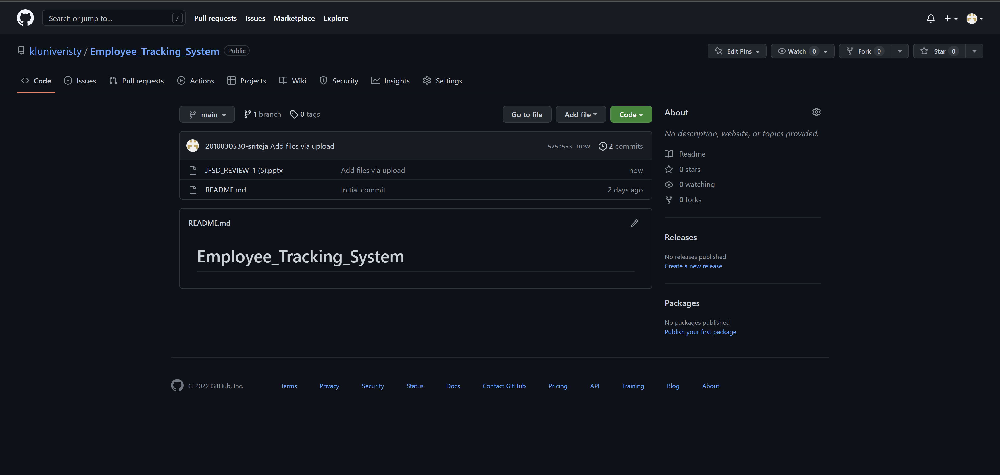 Search or jump to... /
Pull requests Issues Marketplace Explore
kluniveristy / Employee_Tracking_System Public
Edit Pins Watch 0 Fork 0 Star 0
Code Issues Pull requests Actions Projects Wiki Security Insights Settings
main 1 branch 0 tags Go to file Add file Code
2010030530-sriteja Add files via upload 525b553 now 2 commits
JFSD_REVIEW-1 (5).pptx Add files via upload now
README.md Initial commit 2 days ago
README.md
Employee_Tracking_System
About
No description, website, or topics provided.
Readme
0 stars
0 watching
0 forks
Releases
No releases published
Create a new release
Packages
No packages published
Publish your first package
© 2022 GitHub, Inc. Terms Privacy Security Status Docs Contact GitHub Pricing API Training Blog About